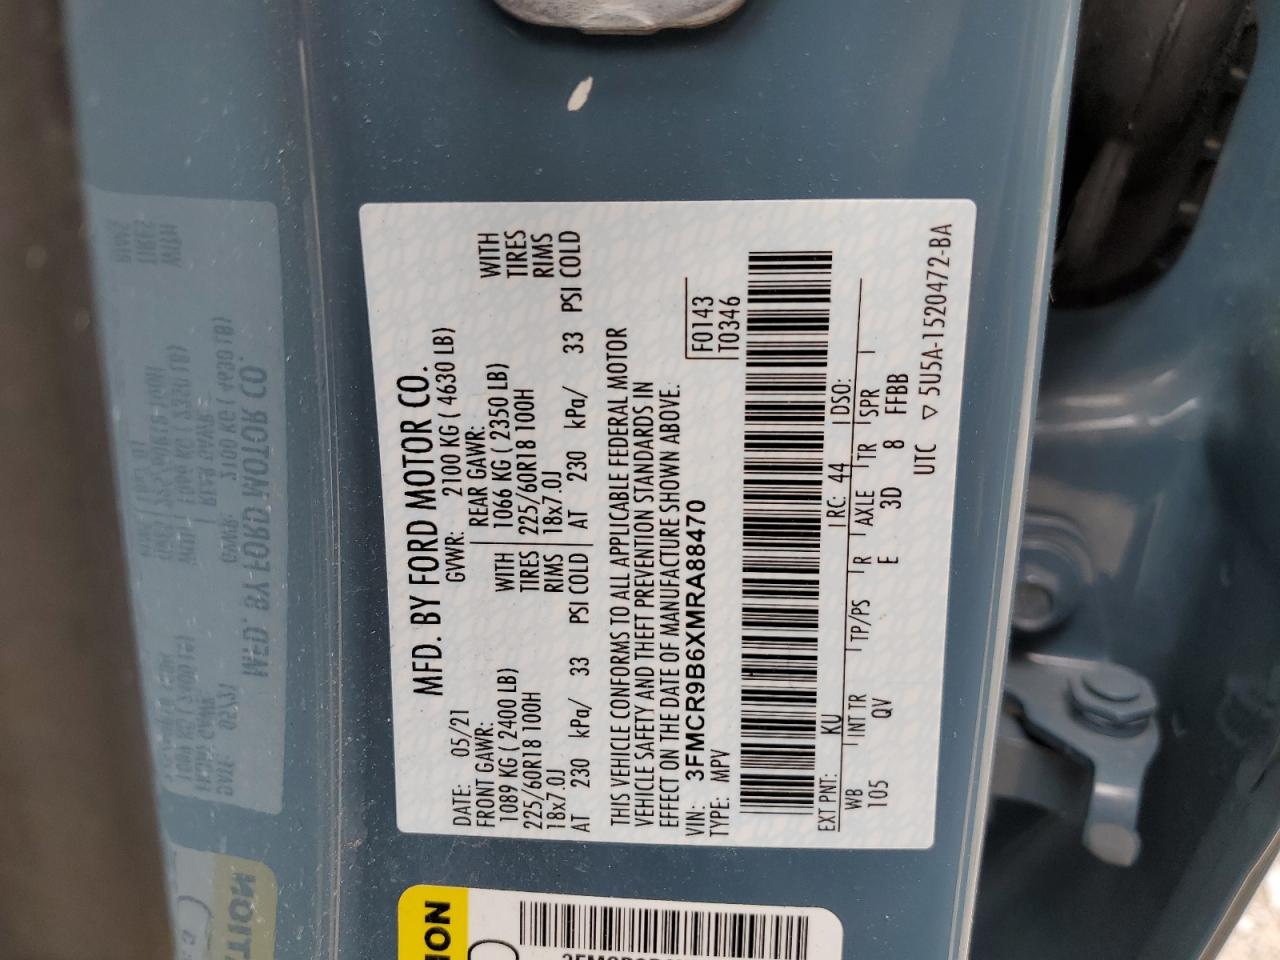 MFD. BY FORD MOTOR CO.
DATE: 05/21 GVWR: 2100 KG ( 4630 LB)
FRONT GAWR: REAR GAWR:
1089 KG ( 2400 LB) WITH 1066 KG ( 2350 LB) WITH
225/60R18 100H TIRES 225/60R18 100H TIRES
18x7.0J RIMS 18x7.0J RIMS
AT 230 kPa/ 33 PSI COLD AT 230 kPa/ 33 PSI COLD
THIS VEHICLE CONFORMS TO ALL APPLICABLE FEDERAL MOTOR
VEHICLE SAFETY AND THEFT PREVENTION STANDARDS IN
EFFECT ON THE DATE OF MANUFACTURE SHOWN ABOVE.
VIN: 3FMCR9B6XMRA88470 F0143
TYPE: MPV T0346
EXT PNT: KU RC: 44 DSO:
WB INT TR TP/PS R AXLE TR SPR
105 QV E 3D 8 FFBB
UTC ▽ 5U5A-1520472-BA